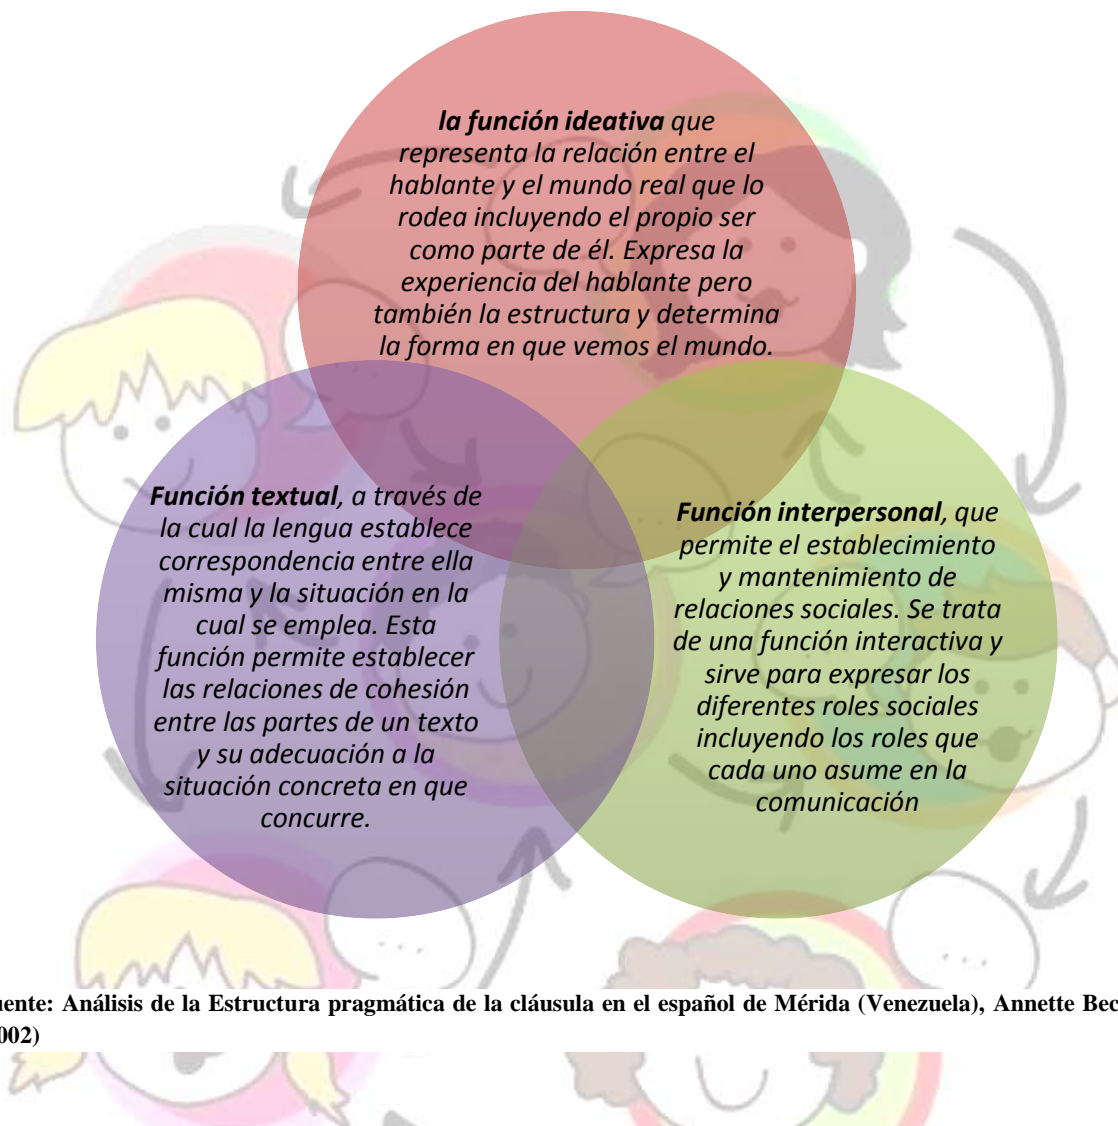 la función ideativa que
representa la relación entre el
hablante y el mundo real que lo
rodea incluyendo el propio ser
como parte de él. Expresa la
experiencia del hablante pero
también la estructura y determina
la forma en que vemos el mundo.
Función textual, a través de
la cual la lengua establece
correspondencia entre ella
misma y la situación en la
cual se emplea. Esta
función permite establecer
las relaciones de cohesión
entre las partes de un texto
y su adecuación a la
situación concreta en que
concurre.
Función interpersonal, que
permite el establecimiento
y mantenimiento de
relaciones sociales. Se trata
de una función interactiva y
sirve para expresar los
diferentes roles sociales
incluyendo los roles que
cada uno asume en la
comunicación
uente: Análisis de la Estructura pragmática de la cláusula en el español de Mérida (Venezuela), Annette Bec
002)